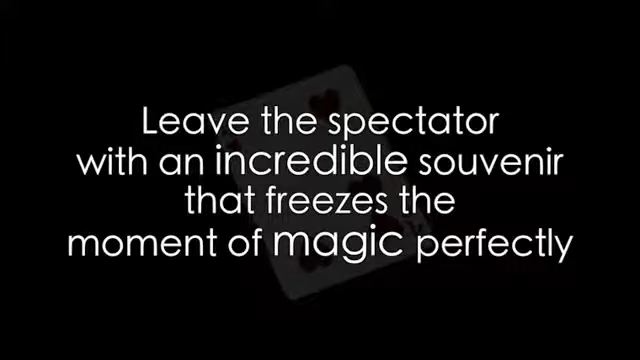 Leave the spectator
with an incredible souvenir
that freezes the
moment of magic perfectly